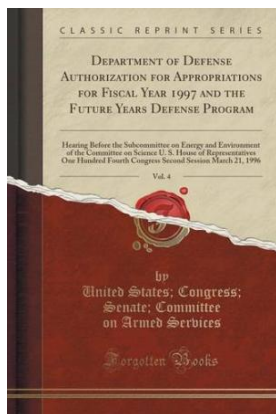 CLASSIC REPRINT SERIES
DEPARTMENT OF DEFENSE
AUTHORIZATION FOR APPROPRIATIONS
FOR FISCAL YEAR 1997 AND THE
FUTURE YEARS DEFENSE PROGRAM
Hearing Before the Subcommittee on Energy and Environment
of the Committee on Science U. S. House of Representatives
One Hundred Fourth Congress Second Session March 21, 1996
Vol. 4
by
United States; Congress;
Senate; Committee
on Armed Services
Forgotten Books